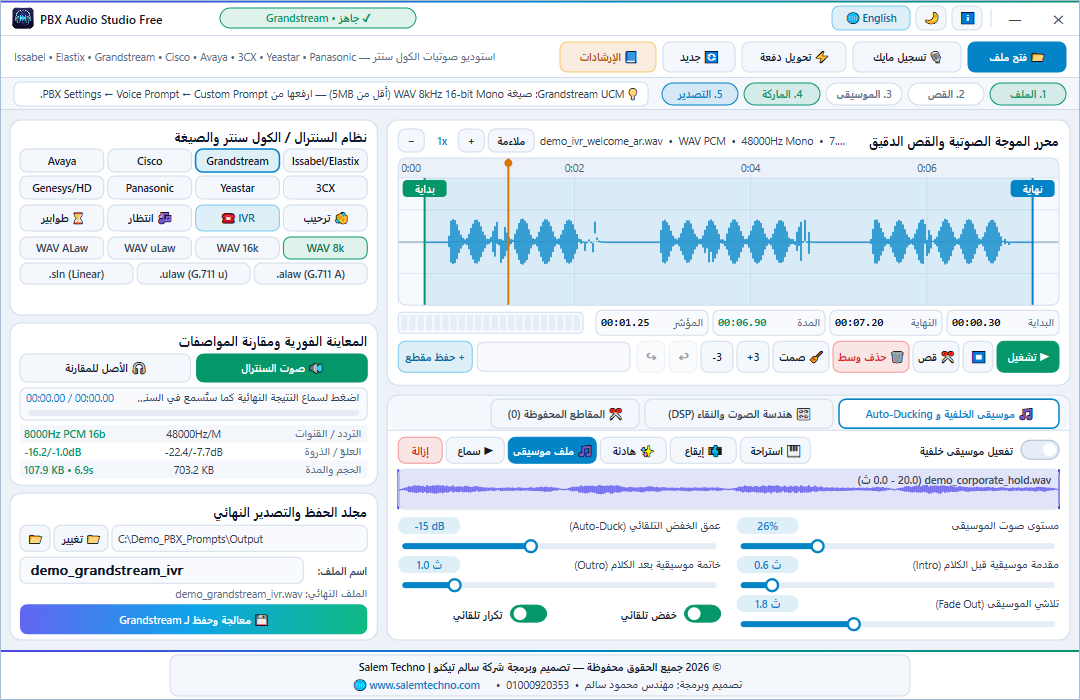 PBX Audio Studio Free
✓ جاهز • Grandstream
English
فتح ملف
تسجيل مايك
تحويل دفعة
جديد
الإرشادات
استوديو صوتيات الكول سنتر — Issabel • Elastix • Grandstream • Cisco • Avaya • 3CX • Yeastar • Panasonic
1. الملف
2. القص
3. الموسيقى
4. الماركة
5. التصدير
Grandstream UCM: صيغة WAV 8kHz 16-bit Mono (أقل من 5MB) — ارفعها من PBX Settings ← Voice Prompt ← Custom Prompt.
محرر الموجة الصوتية والقص الدقيق
demo_ivr_welcome_ar.wav • WAV PCM • 48000Hz Mono • 7....
ملاءمة
+
1x
−
0:00
0:02
0:04
0:06
بداية
نهاية
البداية 00:00.30
النهاية 00:07.20
المدة 00:06.90
المؤشر 00:01.25
تشغيل
قص
حذف وسط
صمت
+3
-3
+ حفظ مقطع
موسيقى الخلفية و Auto-Ducking
هندسة الصوت والنقاء (DSP)
المقاطع المحفوظة (0)
تفعيل موسيقى خلفية
استراحة
إيقاع
هادئة
ملف موسيقى
سماع
إزالة
demo_corporate_hold.wav (20.0 - 0.0 ث)
مستوى صوت الموسيقى
26%
عمق الخفض التلقائي (Auto-Duck)
-15 dB
مقدمة موسيقية قبل الكلام (Intro)
0.6 ث
خاتمة موسيقية بعد الكلام (Outro)
1.0 ث
تلاشي الموسيقى (Fade Out)
1.8 ث
خفض تلقائي
تكرار تلقائي
نظام السنترال / الكول سنتر والصيغة
Issabel/Elastix
Grandstream
Cisco
Avaya
3CX
Yeastar
Panasonic
Genesys/HD
ترحيب
IVR
انتظار
طوابير
WAV 8k
WAV 16k
WAV uLaw
WAV ALaw
.alaw (G.711 A)
.ulaw (G.711 u)
.sln (Linear)
المعاينة الفورية ومقارنة المواصفات
صوت السنترال
الأصل للمقارنة
اضغط لسماع النتيجة النهائية كما ستُسمع في السن...
00:00.00 / 00:00.00
التردد / القنوات 48000Hz/M 8000Hz PCM 16b
العلوّ / الذروة -22.4/-7.7dB -16.2/-1.0dB
الحجم والمدة 703.2 KB 107.9 KB • 6.9s
مجلد الحفظ والتصدير النهائي
C:\Demo_PBX_Prompts\Output
تغيير
اسم الملف:
demo_grandstream_ivr
الملف النهائي: demo_grandstream_ivr.wav
معالجة وحفظ لـ Grandstream
© 2026 جميع الحقوق محفوظة — تصميم وبرمجة شركة سالم تيكنو | Salem Techno
تصميم وبرمجة: مهندس محمود سالم • 01000920353 • www.salemtechno.com